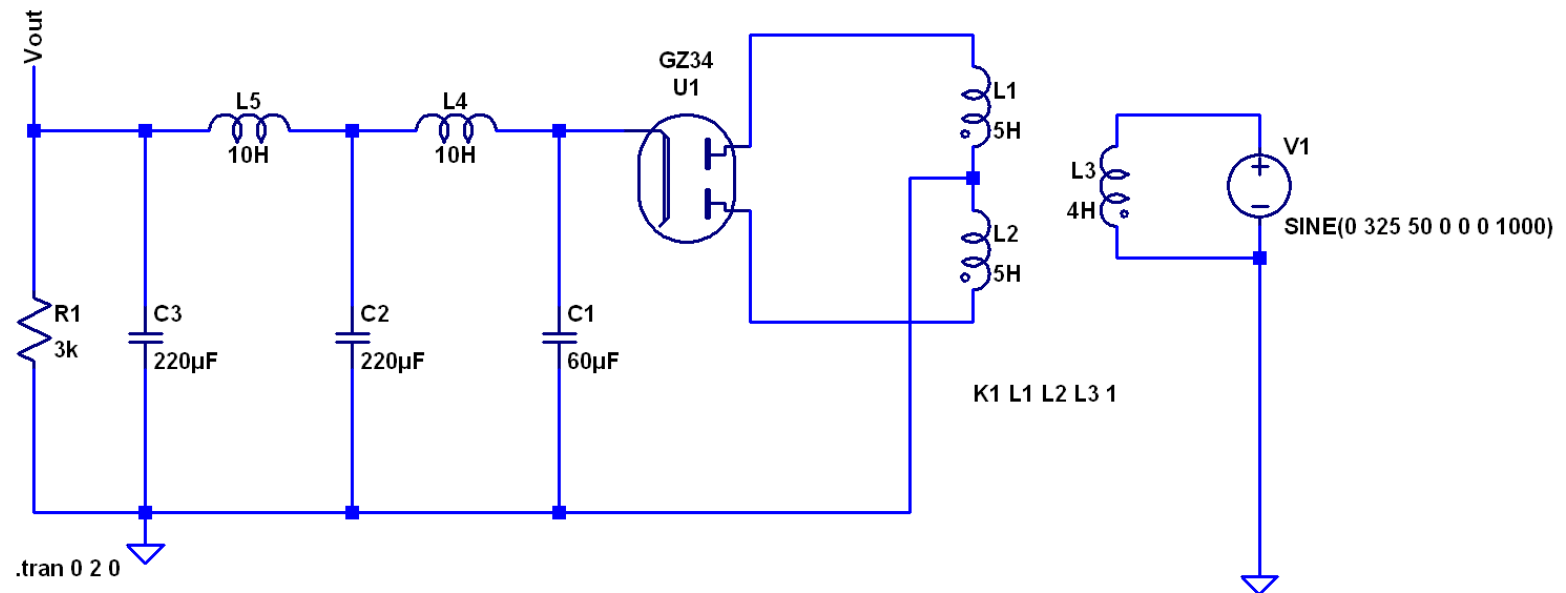 Vout
L5
10H
L4
10H
GZ34
U1
L1
5H
L2
5H
L3
4H
V1
SINE(0 325 50 0 0 0 1000)
R1
3k
C3
220µF
C2
220µF
C1
60µF
K1 L1 L2 L3 1
.tran 0 2 0